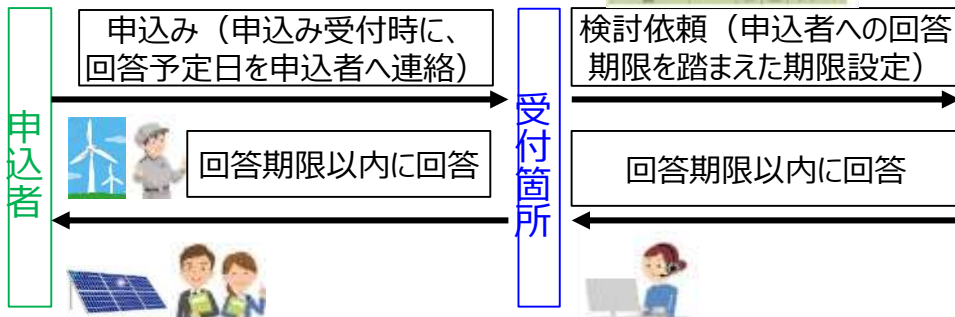 申込み（申込み受付時に、
回答予定日を申込者へ連絡）
検討依頼（申込者への回答
期限を踏まえた期限設定）
申込者
受付箇所
回答期限以内に回答
回答期限以内に回答